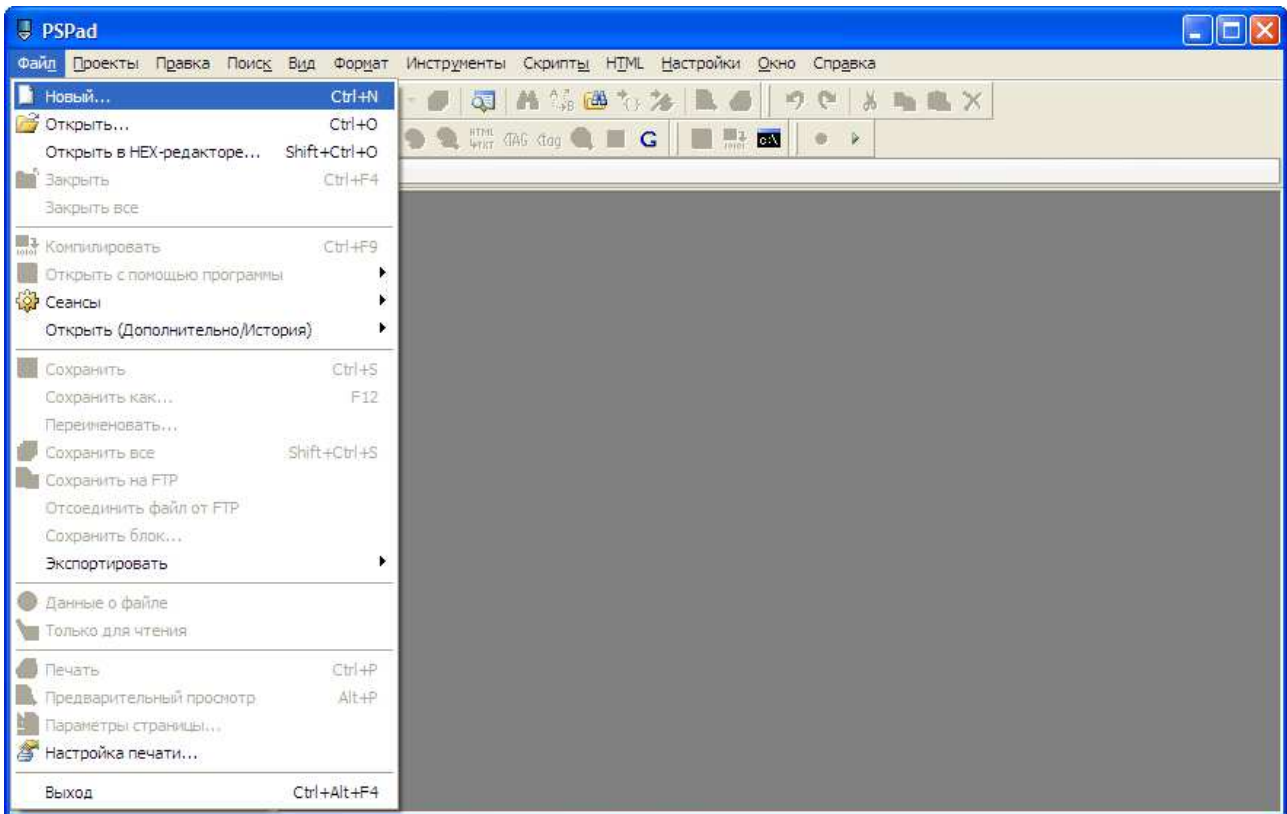 PSPad
Файл Проекты Правка Поиск Вид Формат Инструменты Скрипты HTML Настройки Окно Справка
Новый... Ctrl+N
Открыть... Ctrl+O
Открыть в HEX-редакторе... Shift+Ctrl+O
Закрыть Ctrl+F4
Закрыть все
Компилировать Ctrl+F9
Открыть с помощью программы
Сеансы
Открыть (Дополнительно/История)
Сохранить Ctrl+S
Сохранить как... F12
Переименовать...
Сохранить все Shift+Ctrl+S
Сохранить на FTP
Отсоединить файл от FTP
Сохранить блок...
Экспортировать
Данные о файле
Только для чтения
Печать Ctrl+P
Предварительный просмотр Alt+P
Параметры страницы...
Настройка печати...
Выход Ctrl+Alt+F4